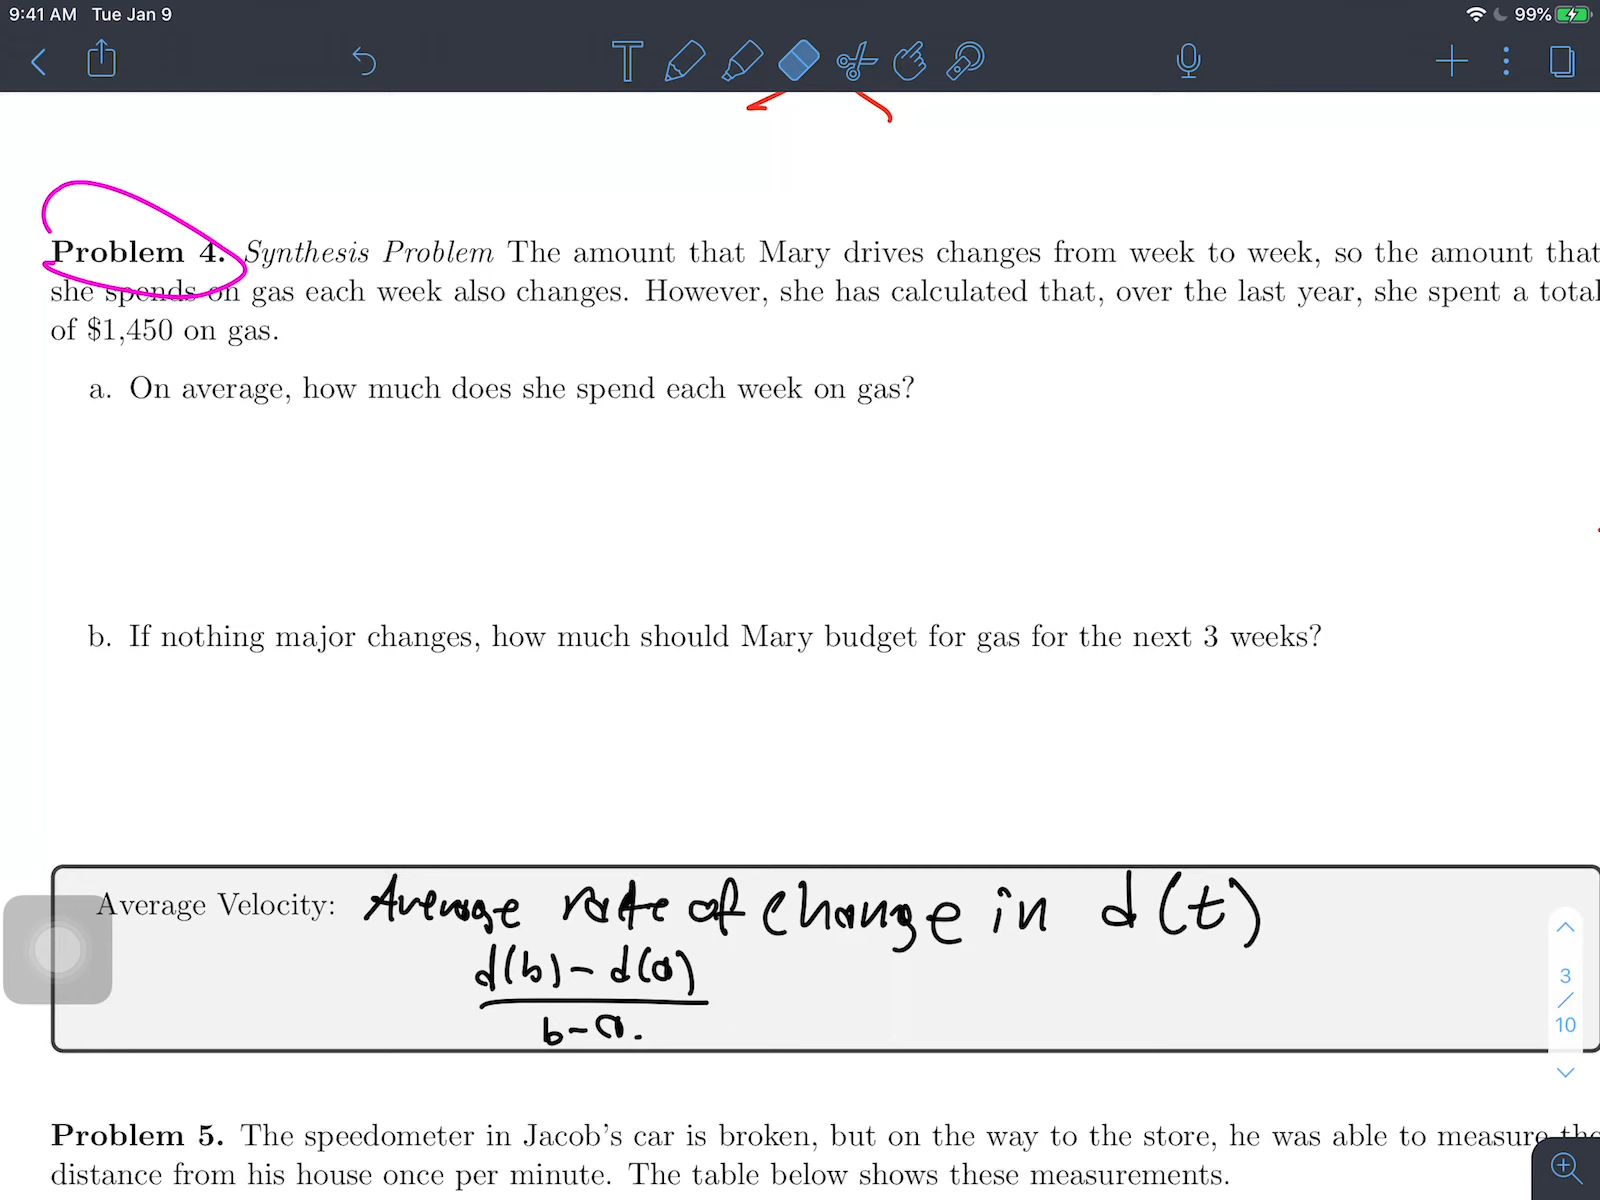 9:41 AM Tue Jan 9
99%
Problem 4. Synthesis Problem The amount that Mary drives changes from week to week, so the amount that
she spends on gas each week also changes. However, she has calculated that, over the last year, she spent a total
of $1,450 on gas.
a. On average, how much does she spend each week on gas?
b. If nothing major changes, how much should Mary budget for gas for the next 3 weeks?
Average Velocity: Average rate of change in d(t)
d(b) - d(a)
b - a.
3
/
10
Problem 5. The speedometer in Jacob's car is broken, but on the way to the store, he was able to measure the
distance from his house once per minute. The table below shows these measurements.